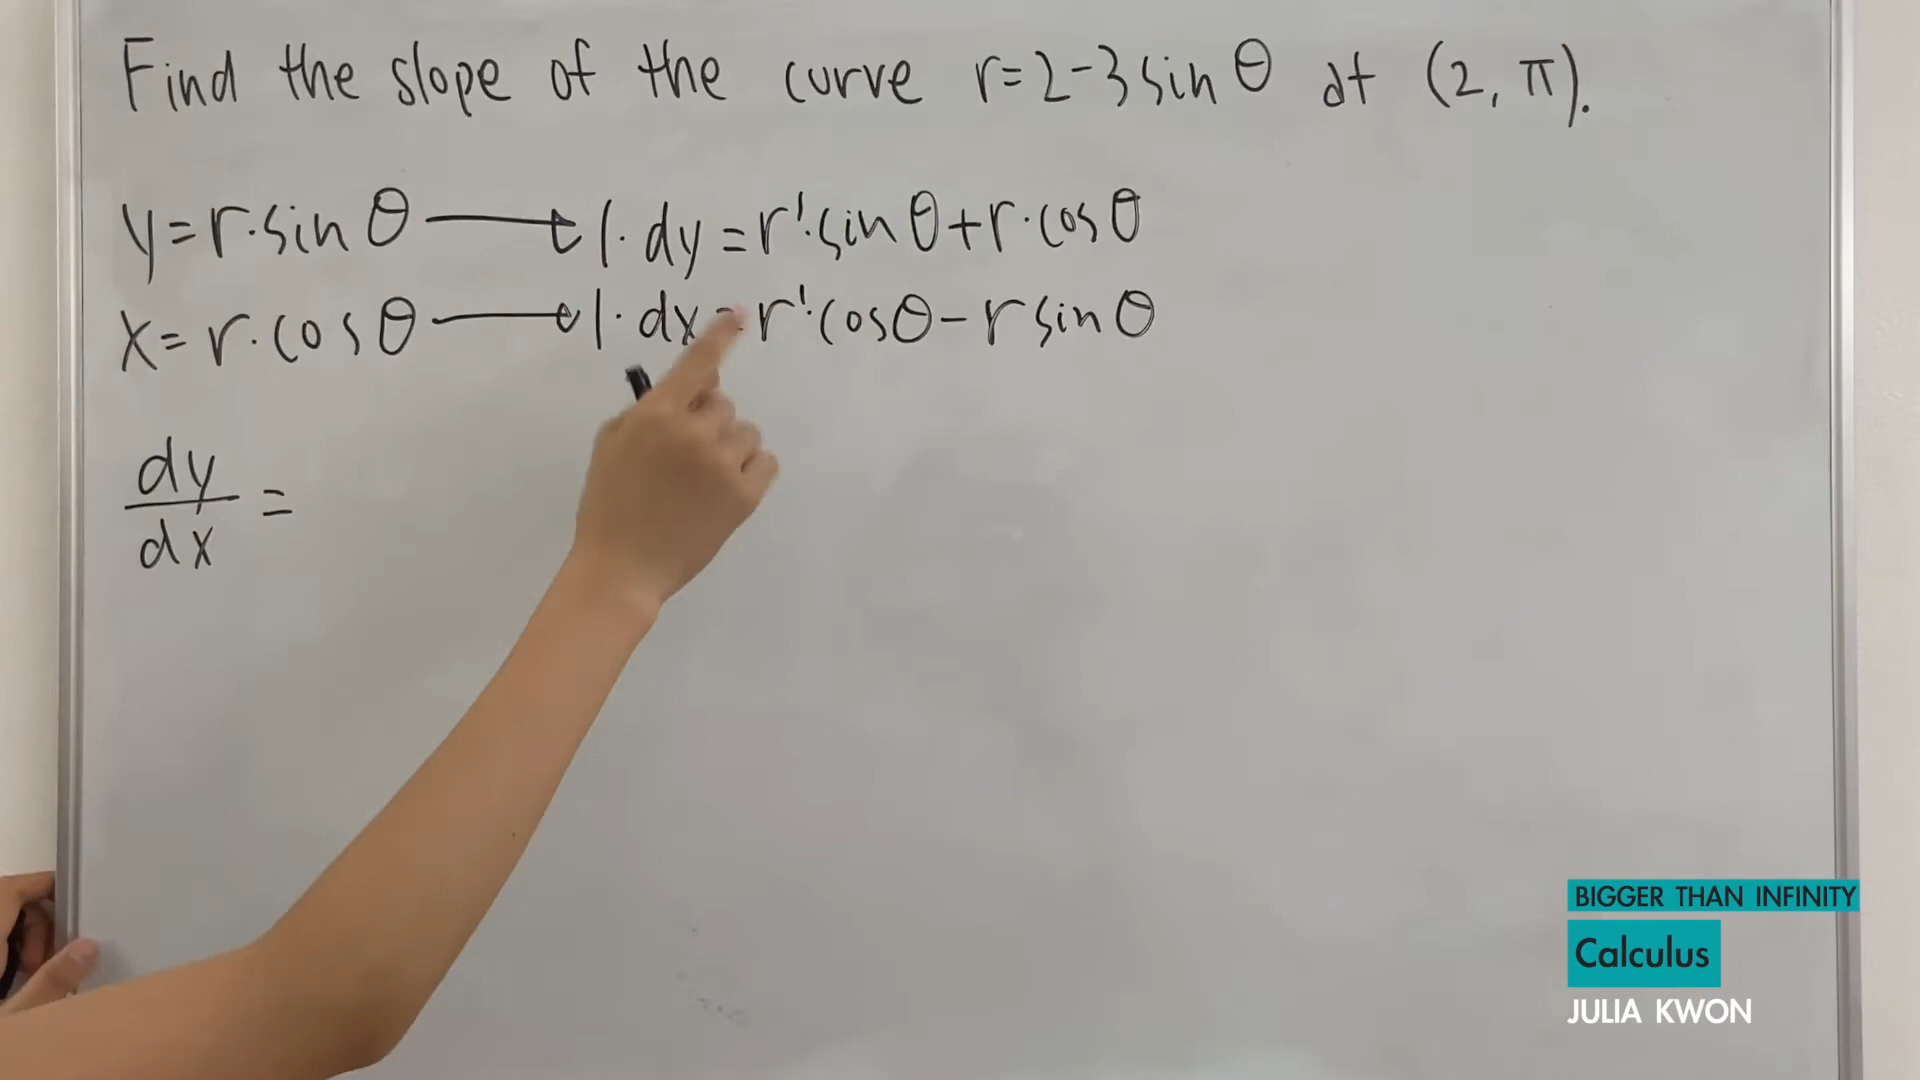 Find the slope of the curve r=2-3sinθ at (2, π).
y=r·sinθ → 1·dy=r'·sinθ+r·cosθ
x=r·cosθ → 1·dx=r'·cosθ-rsinθ
dy/dx =
BIGGER THAN INFINITY
Calculus
JULIA KWON